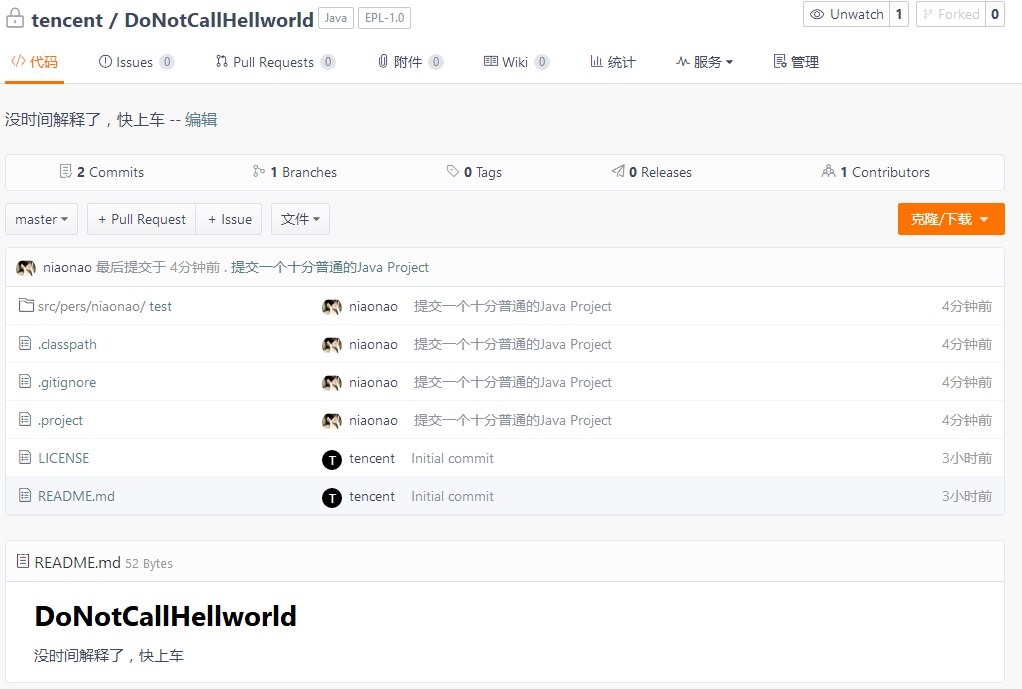 tencent / DoNotCallHellworld Java EPL-1.0 Unwatch 1 Forked 0
代码 Issues 0 Pull Requests 0 附件 0 Wiki 0 统计 服务 管理
没时间解释了，快上车 -- 编辑
2 Commits 1 Branches 0 Tags 0 Releases 1 Contributors
master + Pull Request + Issue 文件 克隆/下载
niaonao 最后提交于 4分钟前 . 提交一个十分普通的Java Project
src/pers/niaonao/ test niaonao 提交一个十分普通的Java Project 4分钟前
.classpath niaonao 提交一个十分普通的Java Project 4分钟前
.gitignore niaonao 提交一个十分普通的Java Project 4分钟前
.project niaonao 提交一个十分普通的Java Project 4分钟前
LICENSE T tencent Initial commit 3小时前
README.md T tencent Initial commit 3小时前
README.md 52 Bytes
DoNotCallHellworld
没时间解释了，快上车